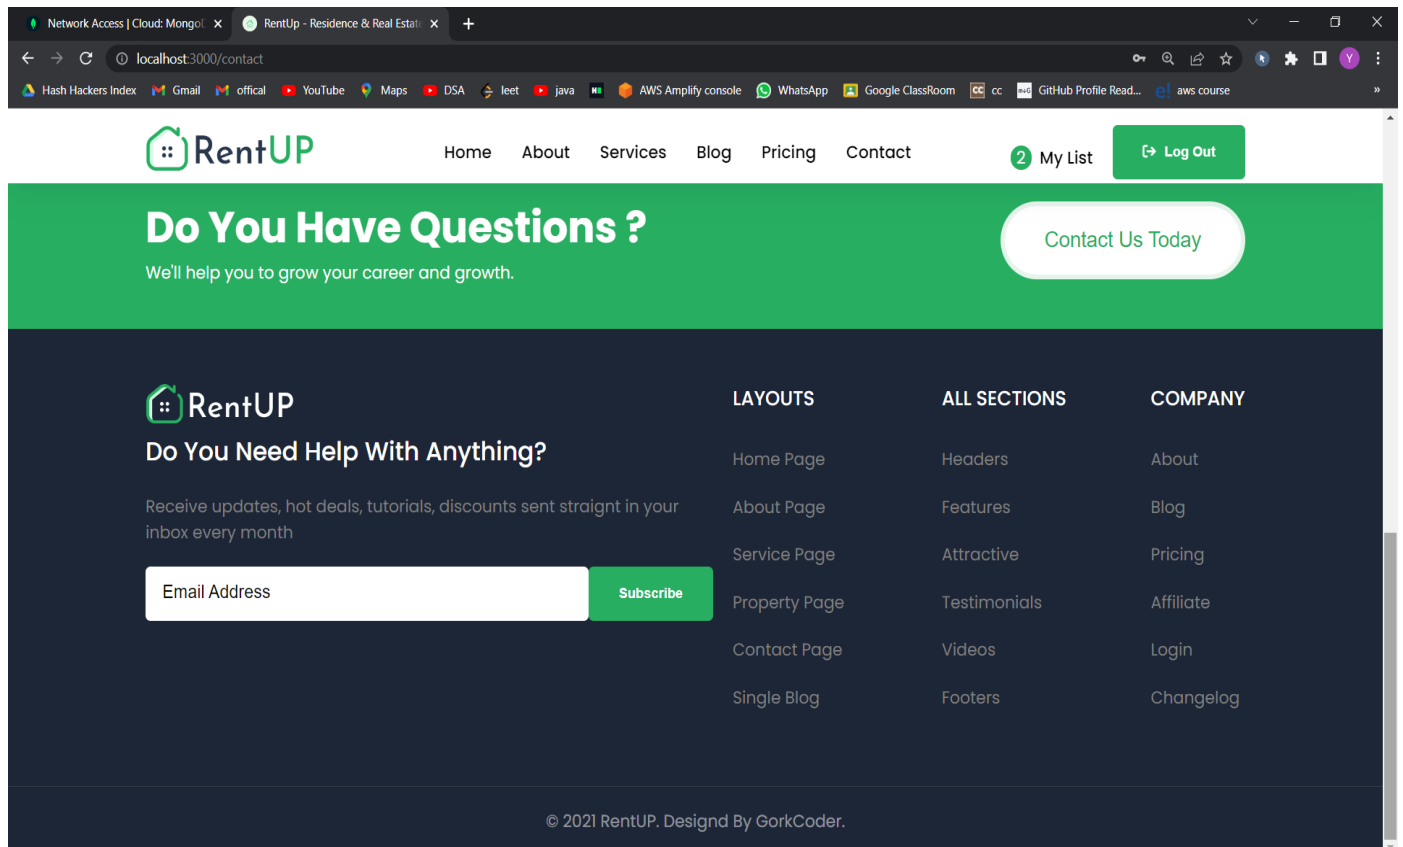 Network Access | Cloud: MongoD
RentUp - Residence & Real Estate
localhost:3000/contact
Hash Hackers Index Gmail offical YouTube Maps DSA leet java AWS Amplify console WhatsApp Google ClassRoom CC cc GitHub Profile Read... e! aws course »
Y
RentUP
Home About Services Blog Pricing Contact
2 My List
Log Out
Do You Have Questions ?
We'll help you to grow your career and growth.
Contact Us Today
RentUP
Do You Need Help With Anything?
Receive updates, hot deals, tutorials, discounts sent straignt in your
inbox every month
Email Address
Subscribe
LAYOUTS
Home Page
About Page
Service Page
Property Page
Contact Page
Single Blog
ALL SECTIONS
Headers
Features
Attractive
Testimonials
Videos
Footers
COMPANY
About
Blog
Pricing
Affiliate
Login
Changelog
© 2021 RentUP. Designd By GorkCoder.